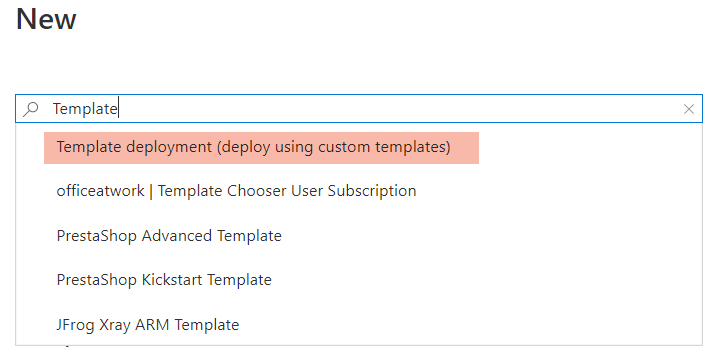 New
Template
Template deployment (deploy using custom templates)
officeatwork | Template Chooser User Subscription
PrestaShop Advanced Template
PrestaShop Kickstart Template
JFrog Xray ARM Template